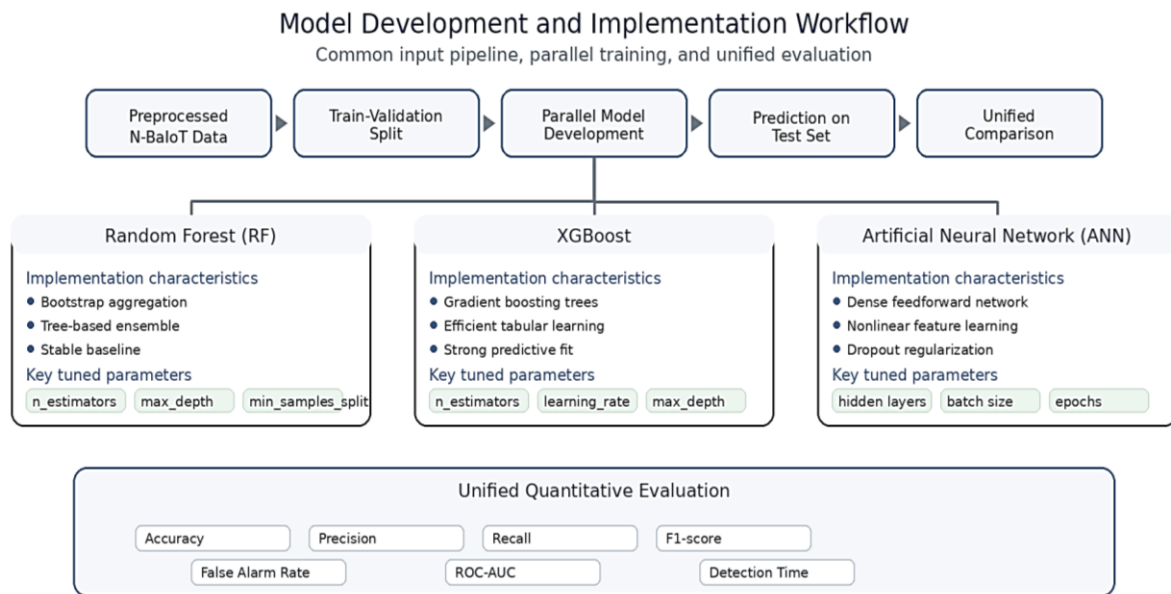 Model Development and Implementation Workflow
Common input pipeline, parallel training, and unified evaluation
Preprocessed
N-BaIoT Data
Train-Validation
Split
Parallel Model
Development
Prediction on
Test Set
Unified
Comparison
Random Forest (RF)
Implementation characteristics
Bootstrap aggregation
Tree-based ensemble
Stable baseline
Key tuned parameters
n_estimators
max_depth
min_samples_split
XGBoost
Implementation characteristics
Gradient boosting trees
Efficient tabular learning
Strong predictive fit
Key tuned parameters
n_estimators
learning_rate
max_depth
Artificial Neural Network (ANN)
Implementation characteristics
Dense feedforward network
Nonlinear feature learning
Dropout regularization
Key tuned parameters
hidden layers
batch size
epochs
Unified Quantitative Evaluation
Accuracy
Precision
Recall
F1-score
False Alarm Rate
ROC-AUC
Detection Time